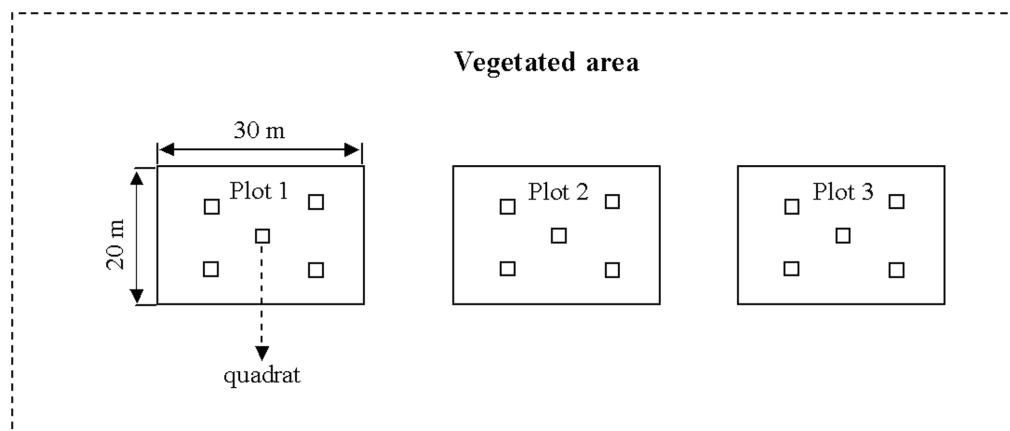 Vegetated area
30 m
20 m
Plot 1
Plot 2
Plot 3
quadrat